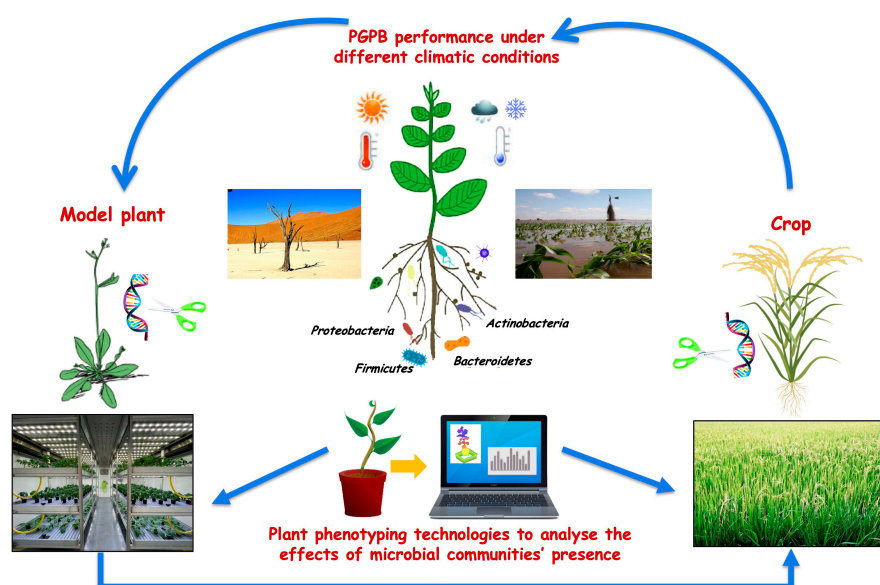 PGPB performance under
different climatic conditions
Model plant
Crop
Proteobacteria
Actinobacteria
Firmicutes
Bacteroidetes
Plant phenotyping technologies to analyse the
effects of microbial communities’ presence